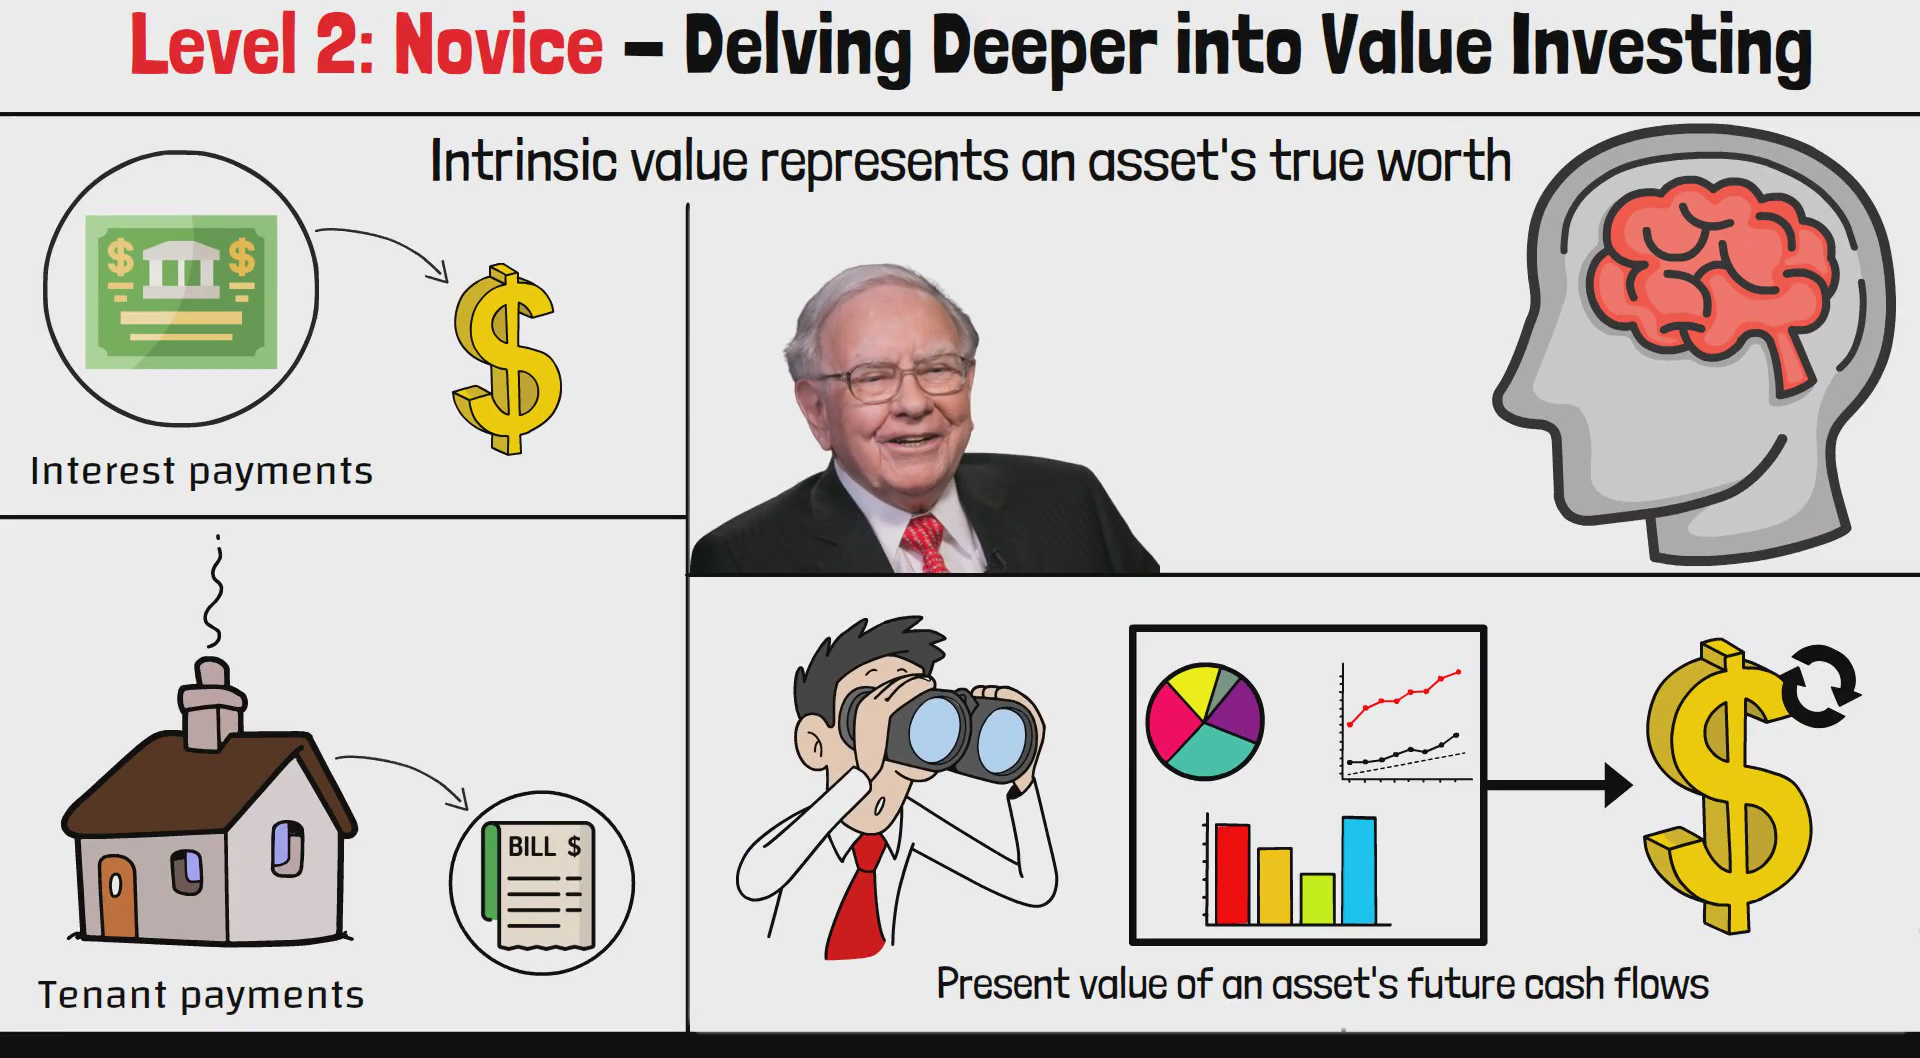 Level 2: Novice – Delving Deeper into Value Investing
Intrinsic value represents an asset's true worth
$ $
Interest payments
BILL $
Tenant payments
Present value of an asset's future cash flows